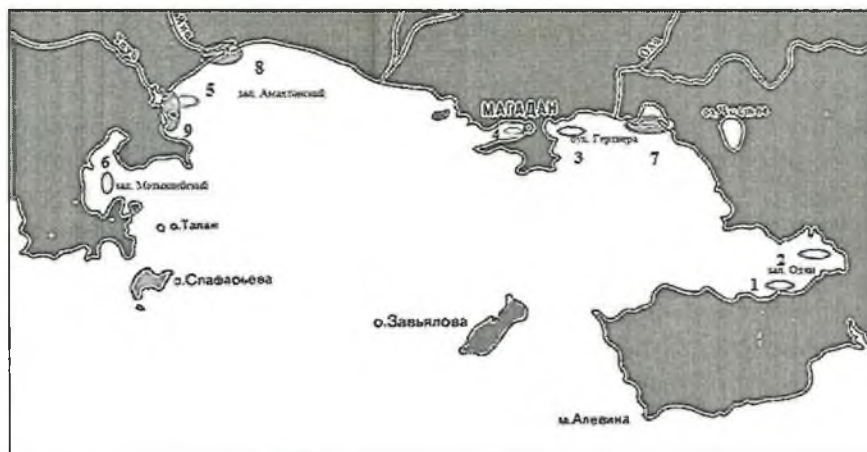 8
зал. Амахтонский
5
9
МАГАДАН
бух. Гертнера
3
7
6
зал. Мотыклейский
о.Талан
о.Спафарьева
2
зал. Одян
1
о.Завьялова
м.Алевина